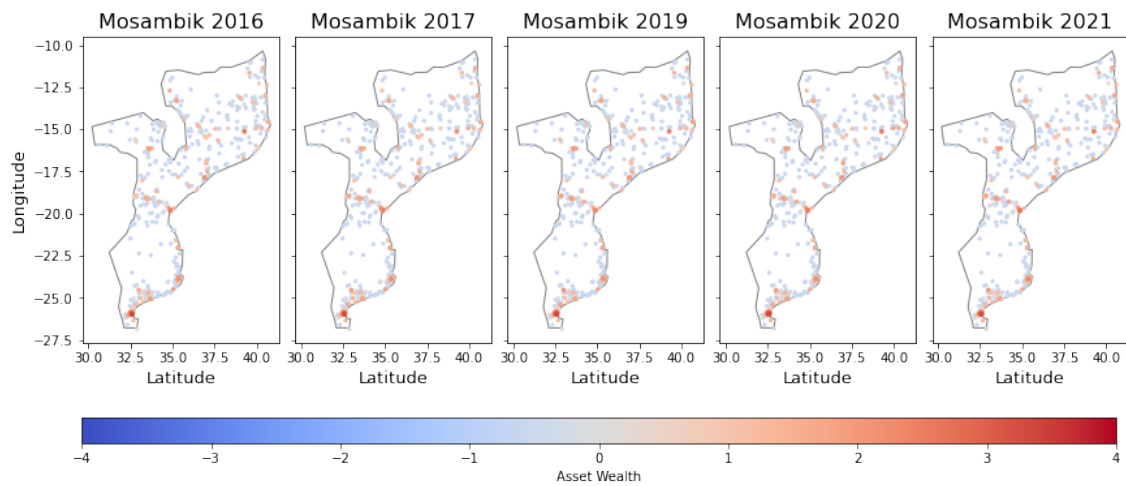 Mosambik 2016 Mosambik 2017 Mosambik 2019 Mosambik 2020 Mosambik 2021
−10.0
−12.5
−15.0
−17.5
−20.0
−22.5
−25.0
−27.5
Longitude
30.0 32.5 35.0 37.5 40.0 30.0 32.5 35.0 37.5 40.0 30.0 32.5 35.0 37.5 40.0 30.0 32.5 35.0 37.5 40.0 30.0 32.5 35.0 37.5 40.0
Latitude Latitude Latitude Latitude Latitude
−4 −3 −2 −1 0 1 2 3 4
Asset Wealth